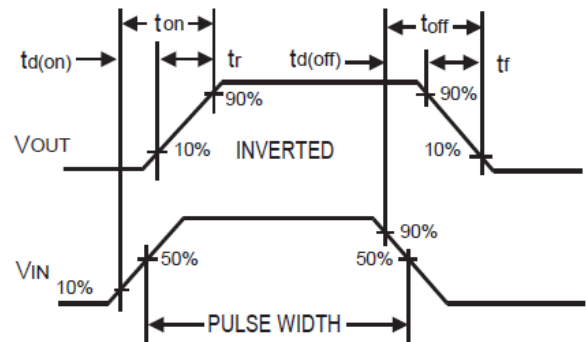 ton toff
td(on) tr td(off) tf
90% 90%
VOUT 10% INVERTED 10%
90%
50% 50%
VIN 10%
PULSE WIDTH